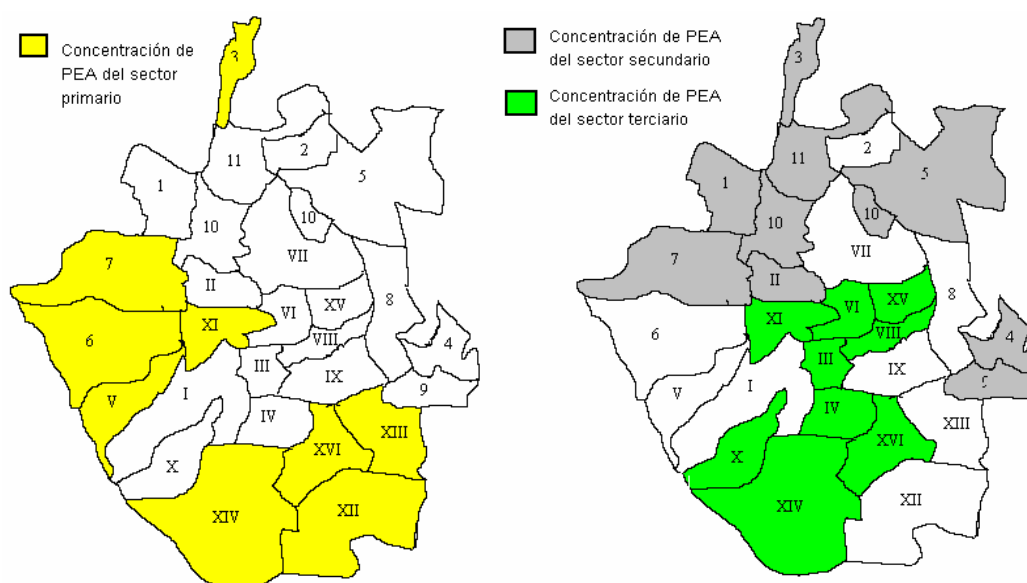 Concentración de
PEA del sector
primario
3
11
2
1
5
10
10
7
VII
II
8
XI
VI
XV
6
VIII
4
III
IX
V
I
9
IV
XIII
X
XVI
XIV
XII
Concentración de PEA
del sector secundario
Concentración de PEA
del sector terciario
3
11
2
1
5
10
10
7
VII
II
8
XI
VI
XV
6
VIII
4
III
IX
V
I
IV
XIII
X
XVI
XIV
XII